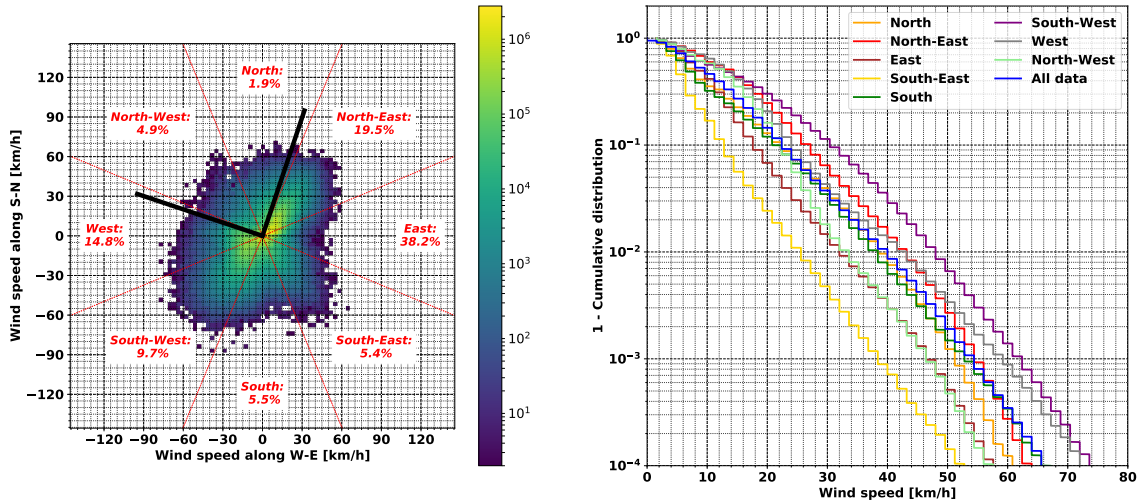 120
90
60
30
0
−30
−60
−90
−120
Wind speed along S-N [km/h]
North:
1.9%
North-West:
4.9%
North-East:
19.5%
West:
14.8%
East:
38.2%
South-West:
9.7%
South-East:
5.4%
South:
5.5%
−120 −90 −60 −30 0 30 60 90 120
Wind speed along W-E [km/h]
10^6
10^5
10^4
10^3
10^2
10^1
1 - Cumulative distribution
10^0
10^−1
10^−2
10^−3
10^−4
North
North-East
East
South-East
South
South-West
West
North-West
All data
0 10 20 30 40 50 60 70 80
Wind speed [km/h]